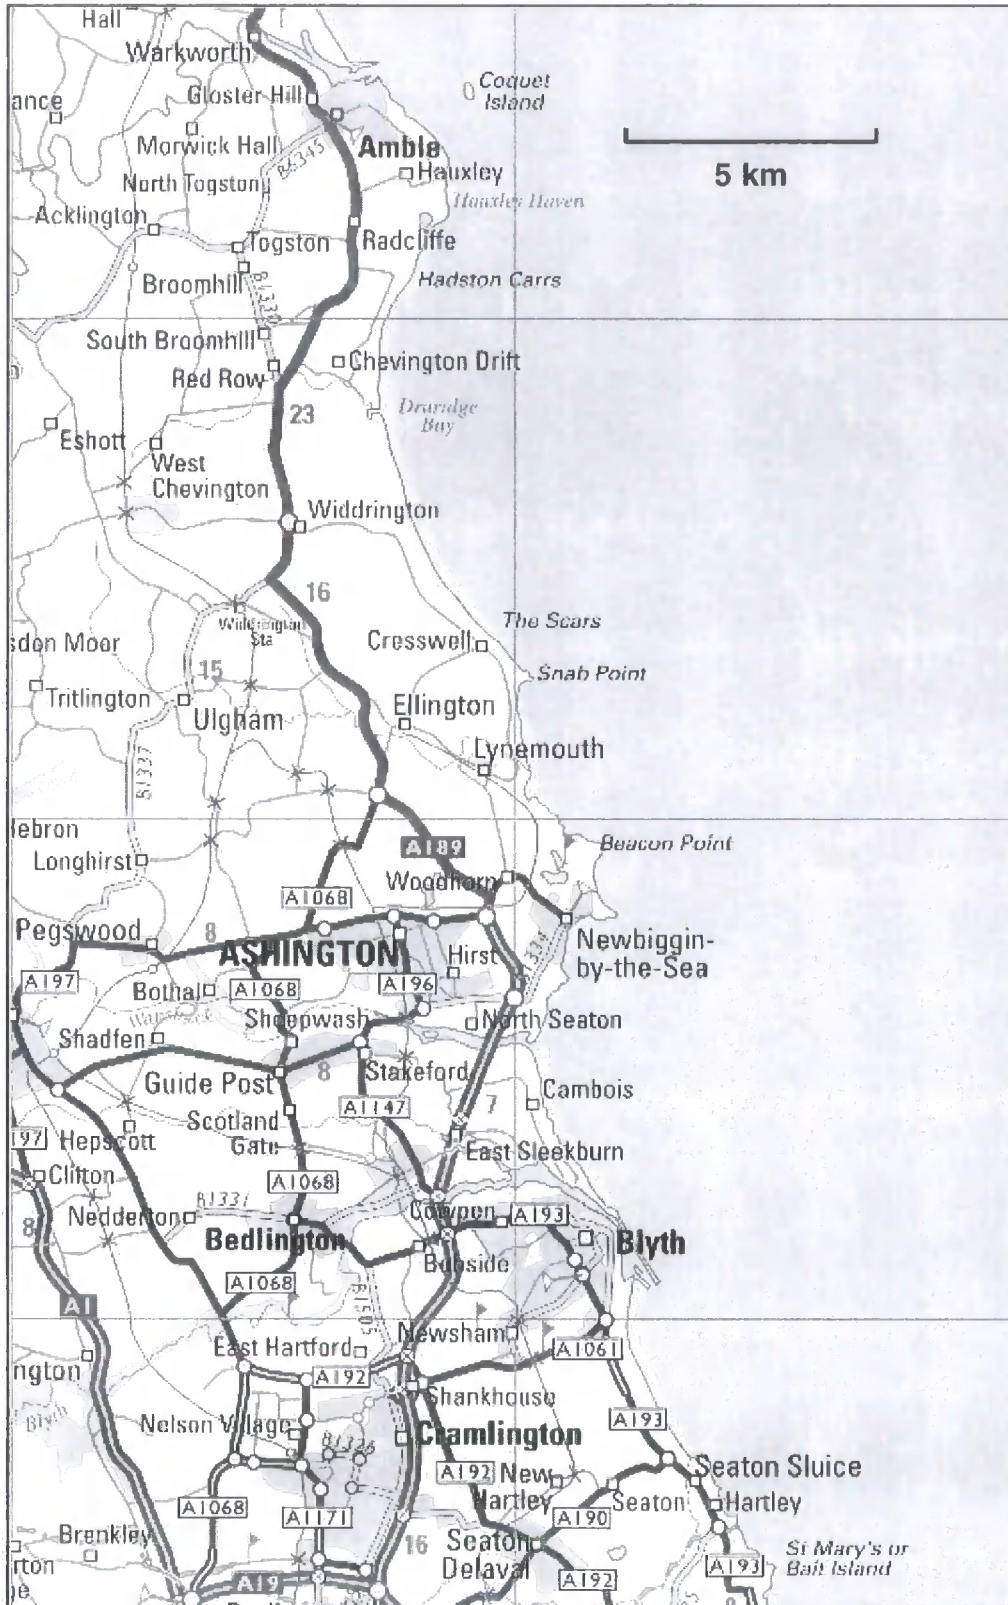 Hall
Warkworth
Gloster Hill
Coquet
Island
ance
Morwick Hall
B6345
Amble
5 km
North Togston
Hauxley
Hauxley Haven
Acklington
Togston
Radcliffe
Broomhill
B1330
Hadston Carrs
South Broomhill
Red Row
Chevington Drift
23
Druridge
Bay
Eshott
West
Chevington
Widdrington
16
The Scars
Widdrington
Sta
Cresswell
sdon Moor
15
Snab Point
Tritlington
Ulgham
Ellington
Lynemouth
B1337
lebron
Longhirst
A189
Beacon Point
Woodhorn
A1068
Pegswood
8
ASHINGTON
Hirst
Newbiggin-
by-the-Sea
A197
A1068
A196
Bothal
Sheepwash
North Seaton
Shadfen
Guide Post
8
Stakeford
Cambois
A1147
7
Scotland
Gate
197
Hepscott
East Sleekburn
Clifton
A1068
B1331
Nedderton
Cowpen
A193
8
Bedlington
Blyth
Bebside
A1068
A1
B1505
Newsham
East Hartford
A1061
ngton
A192
Shankhouse
Blyth
A193
Nelson Village
B1326
Cramlington
A192
New
Hartley
Seaton Sluice
Seaton
Hartley
A1068
A1171
A190
Brenkley
16
Seaton
Delaval
St Mary's or
Bait Island
rton
A19
A192
A193